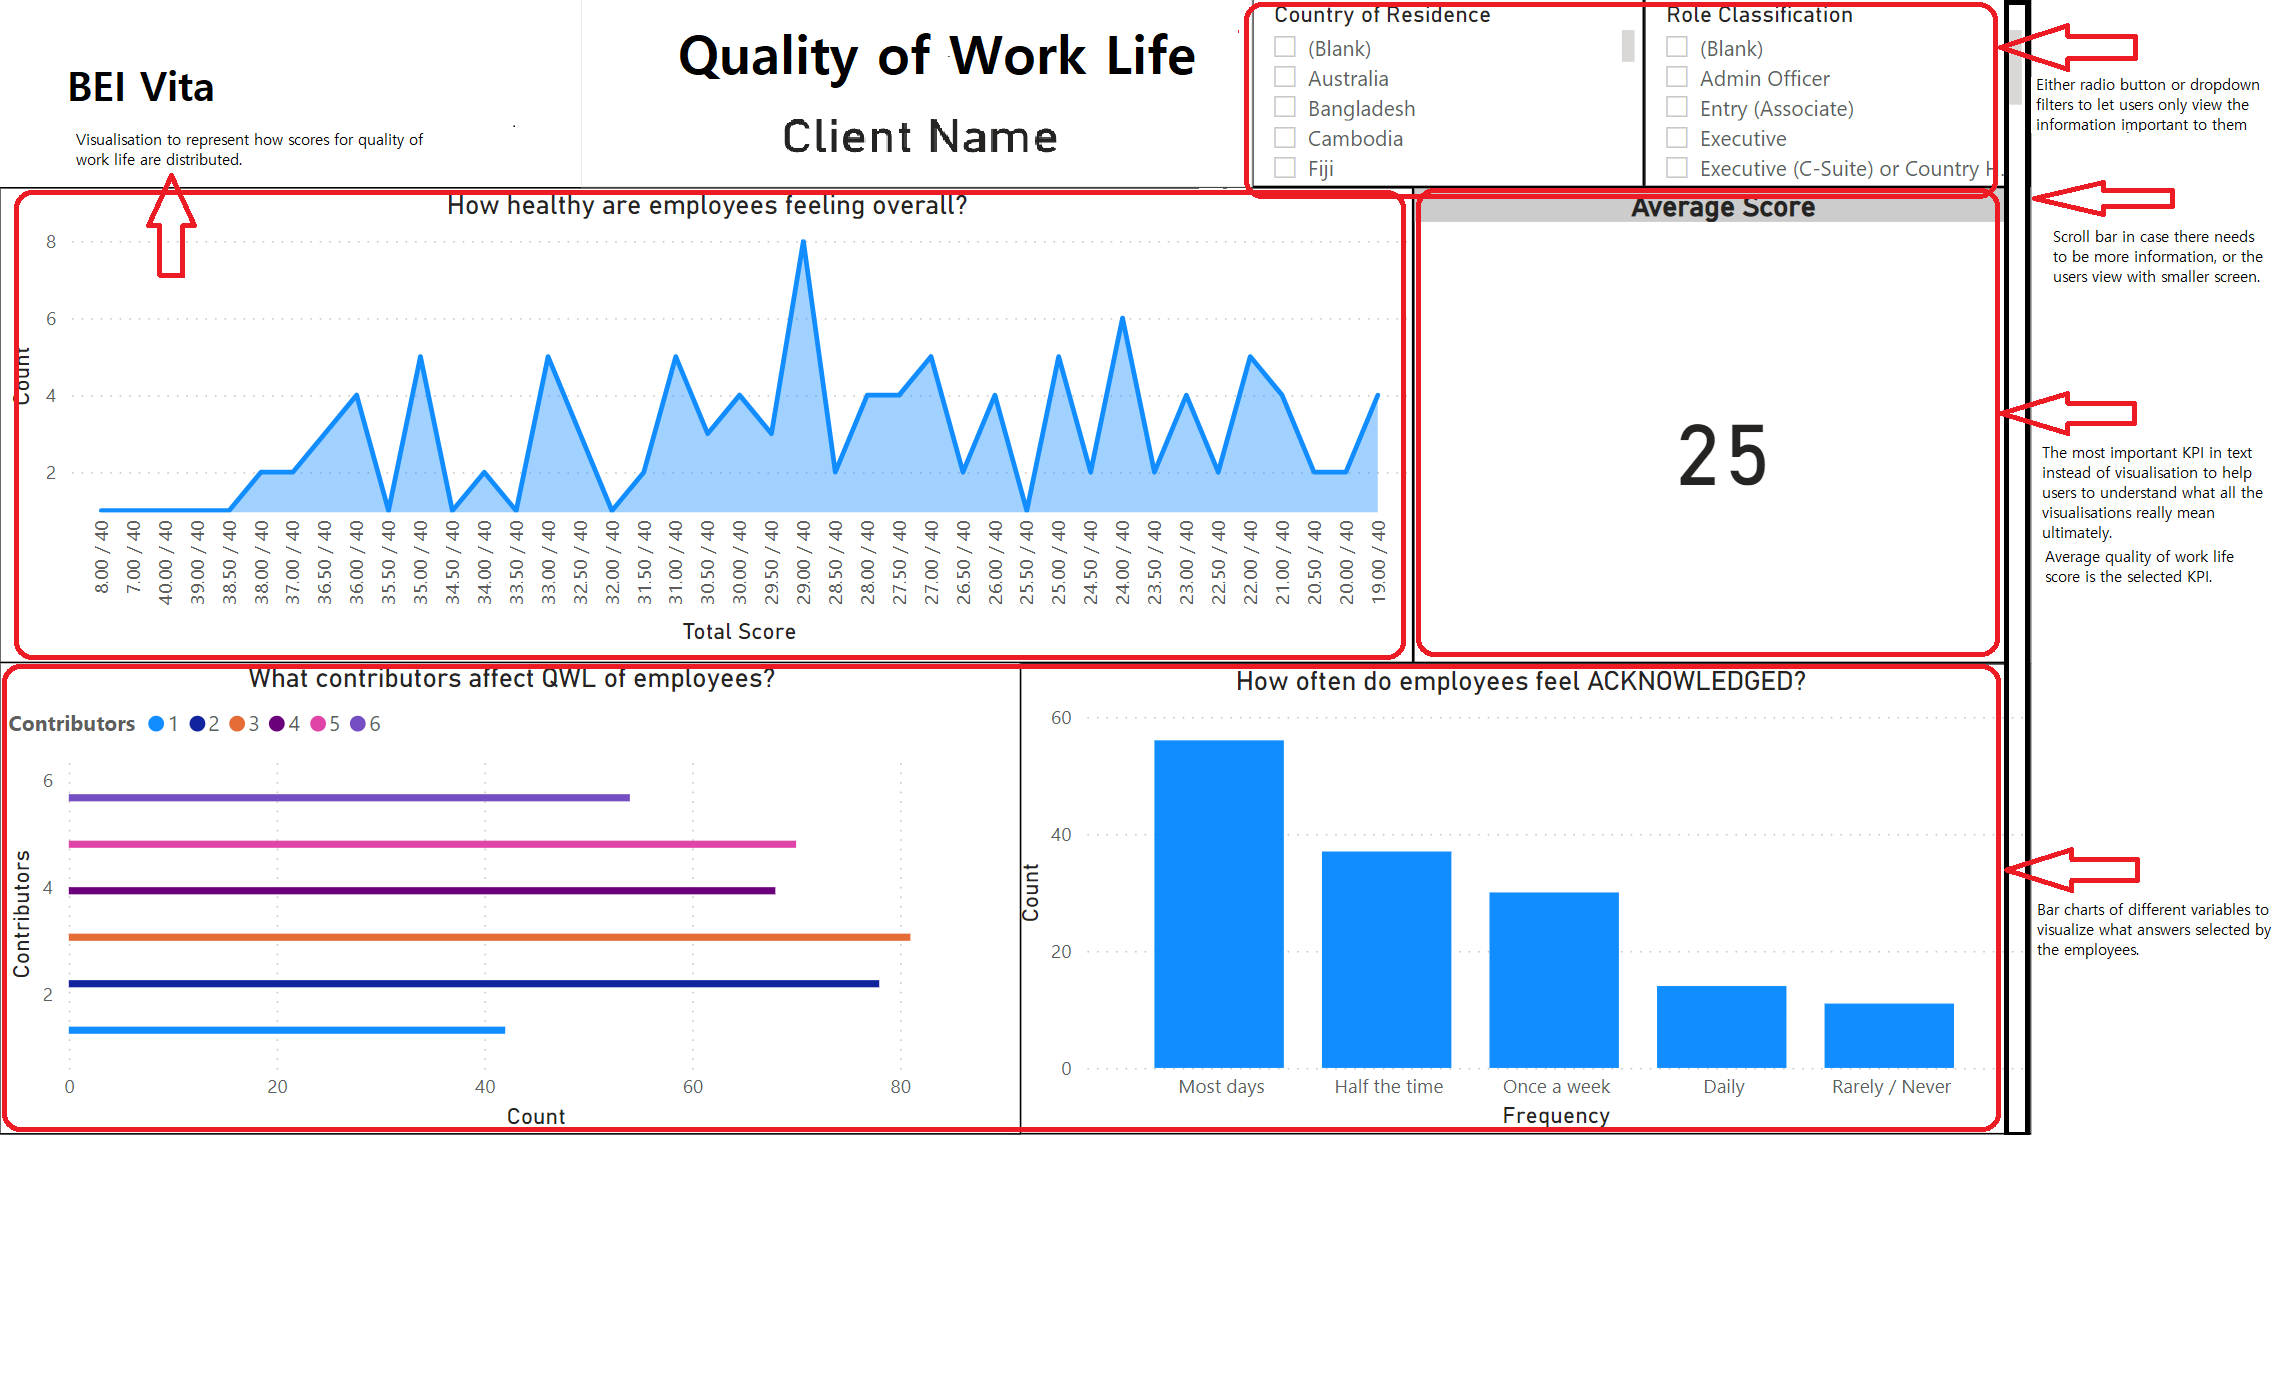 BEI Vita
Visualisation to represent how scores for quality of
work life are distributed.
Quality of Work Life
Client Name
Country of Residence
(Blank)
Australia
Bangladesh
Cambodia
Fiji
Role Classification
(Blank)
Admin Officer
Entry (Associate)
Executive
Executive (C-Suite) or Country H...
Either radio button or dropdown
filters to let users only view the
information important to them
Scroll bar in case there needs
to be more information, or the
users view with smaller screen.
How healthy are employees feeling overall?
Count
8
6
4
2
8.00 / 40
7.00 / 40
40.00 / 40
39.00 / 40
38.50 / 40
38.00 / 40
37.00 / 40
36.50 / 40
36.00 / 40
35.50 / 40
35.00 / 40
34.50 / 40
34.00 / 40
33.50 / 40
33.00 / 40
32.50 / 40
32.00 / 40
31.50 / 40
31.00 / 40
30.50 / 40
30.00 / 40
29.50 / 40
29.00 / 40
28.50 / 40
28.00 / 40
27.50 / 40
27.00 / 40
26.50 / 40
26.00 / 40
25.50 / 40
25.00 / 40
24.50 / 40
24.00 / 40
23.50 / 40
23.00 / 40
22.50 / 40
22.00 / 40
21.00 / 40
20.50 / 40
20.00 / 40
19.00 / 40
Total Score
Average Score
25
The most important KPI in text
instead of visualisation to help
users to understand what all the
visualisations really mean
ultimately.
Average quality of work life
score is the selected KPI.
What contributors affect QWL of employees?
Contributors 1 2 3 4 5 6
Contributors
6
4
2
0 20 40 60 80
Count
How often do employees feel ACKNOWLEDGED?
Count
60
40
20
0
Most days Half the time Once a week Daily Rarely / Never
Frequency
Bar charts of different variables to
visualize what answers selected by
the employees.